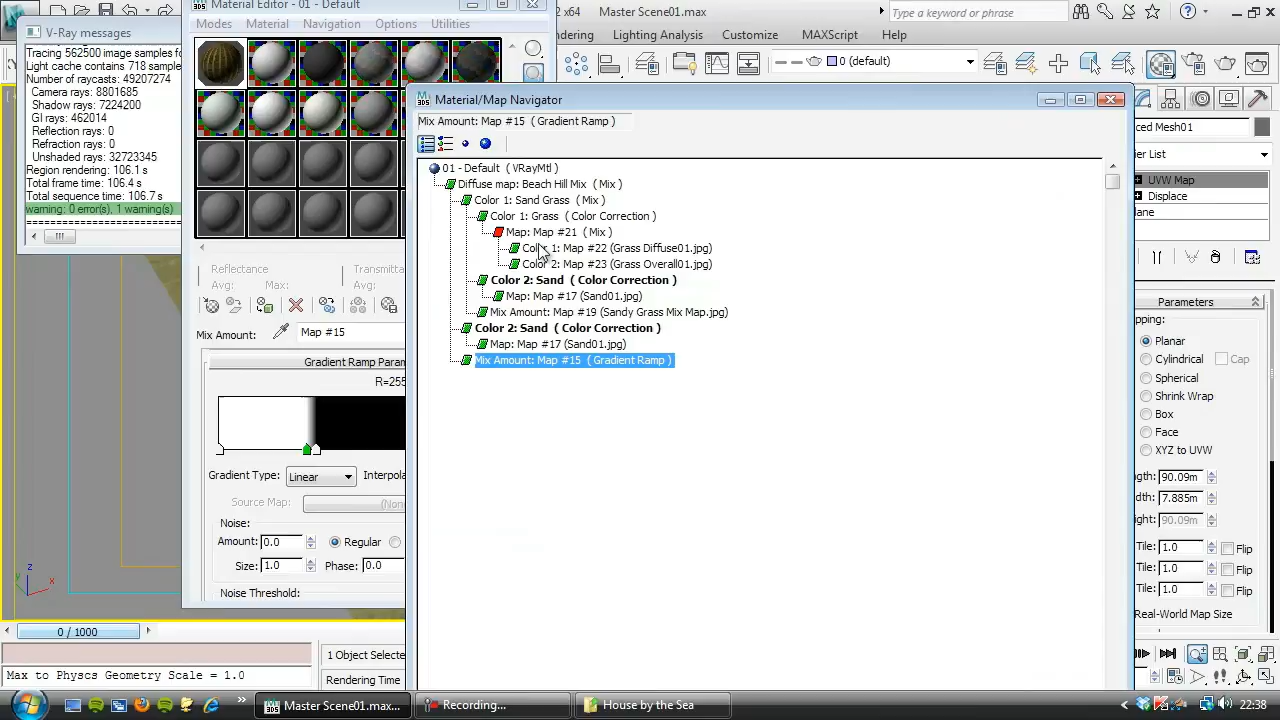 V-Ray messages
Tracing 562500 image samples for
Light cache contains 718 samples
Number of raycasts: 49207274
Camera rays: 8801685
Shadow rays: 7224200
GI rays: 462014
Reflection rays: 0
Refraction rays: 0
Unshaded rays: 32723345
Region rendering: 106.1 s
Total frame time: 106.4 s
Total sequence time: 106.7 s
warning: 0 error(s), 1 warning(s)
Material Editor - 01 - Default
Modes Material Navigation Options Utilities
x64 Master Scene01.max
Type a keyword or phrase
Lighting Analysis Customize MAXScript Help
0 (default)
Material/Map Navigator
Mix Amount: Map #15 ( Gradient Ramp )
01 - Default ( VRayMtl )
Diffuse map: Beach Hill Mix ( Mix )
Color 1: Sand Grass ( Mix )
Color 1: Grass ( Color Correction )
Map: Map #21 ( Mix )
1: Map #22 (Grass Diffuse01.jpg)
Color 2: Map #23 (Grass Overall01.jpg)
Color 2: Sand ( Color Correction )
Map: Map #17 (Sand01.jpg)
Mix Amount: Map #19 (Sandy Grass Mix Map.jpg)
Color 2: Sand ( Color Correction )
Map: Map #17 (Sand01.jpg)
Mix Amount: Map #15 ( Gradient Ramp )
Reflectance
Avg: Max:
Transmitta
Avg: Max:
Mix Amount: Map #15
Gradient Ramp Param
R=255
Gradient Type: Linear Interpola
Source Map: (Non
Noise:
Amount: 0.0 Regular
Size: 1.0 Phase: 0.0
Noise Threshold:
Mesh01
List
UVW Map
Displace
Plane
Parameters
Planar
Cap
Spherical
Shrink Wrap
Box
Face
XYZ to UVW
90.09m
7.885m
90.09m
Tile: 1.0 Flip
Tile: 1.0 Flip
Tile: 1.0 Flip
Real-World Map Size
z
y
x
0 / 1000
1 Object Selecte
Max to Physcs Geometry Scale = 1.0
Rendering Time
Master Scene01.max...
Recording...
House by the Sea
22:38